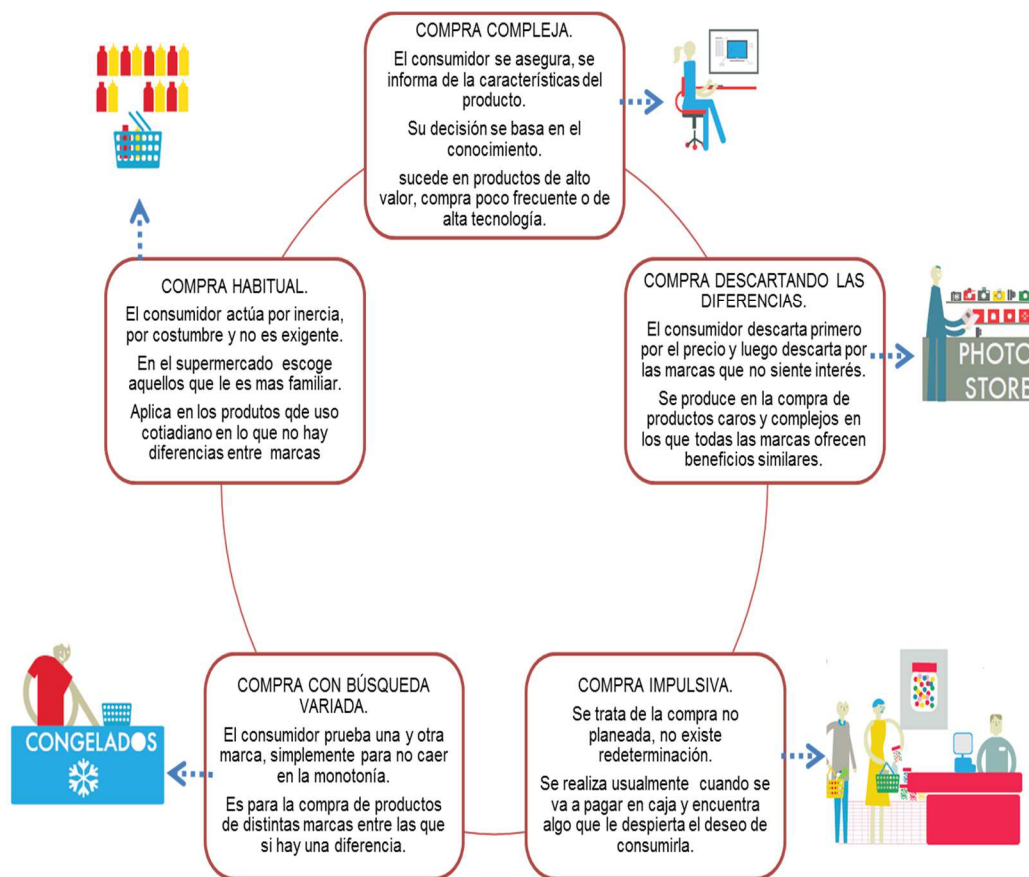 COMPRA COMPLEJA.
El consumidor se asegura, se
informa de la características del
producto.
Su decisión se basa en el
conocimiento.
sucede en productos de alto
valor, compra poco frecuente o de
alta tecnología.
COMPRA HABITUAL.
El consumidor actúa por inercia,
por costumbre y no es exigente.
En el supermercado escoge
aquellos que le es mas familiar.
Aplica en los produtos qde uso
cotiadiano en lo que no hay
diferencias entre marcas
COMPRA DESCARTANDO LAS
DIFERENCIAS.
El consumidor descarta primero
por el precio y luego descarta por
las marcas que no siente interés.
Se produce en la compra de
productos caros y complejos en
los que todas las marcas ofrecen
beneficios similares.
PHOTO
STORE
CONGELADOS
COMPRA CON BÚSQUEDA
VARIADA.
El consumidor prueba una y otra
marca, simplemente para no caer
en la monotonía.
Es para la compra de productos
de distintas marcas entre las que
si hay una diferencia.
COMPRA IMPULSIVA.
Se trata de la compra no
planeada, no existe
redeterminación.
Se realiza usualmente cuando se
va a pagar en caja y encuentra
algo que le despierta el deseo de
consumirla.